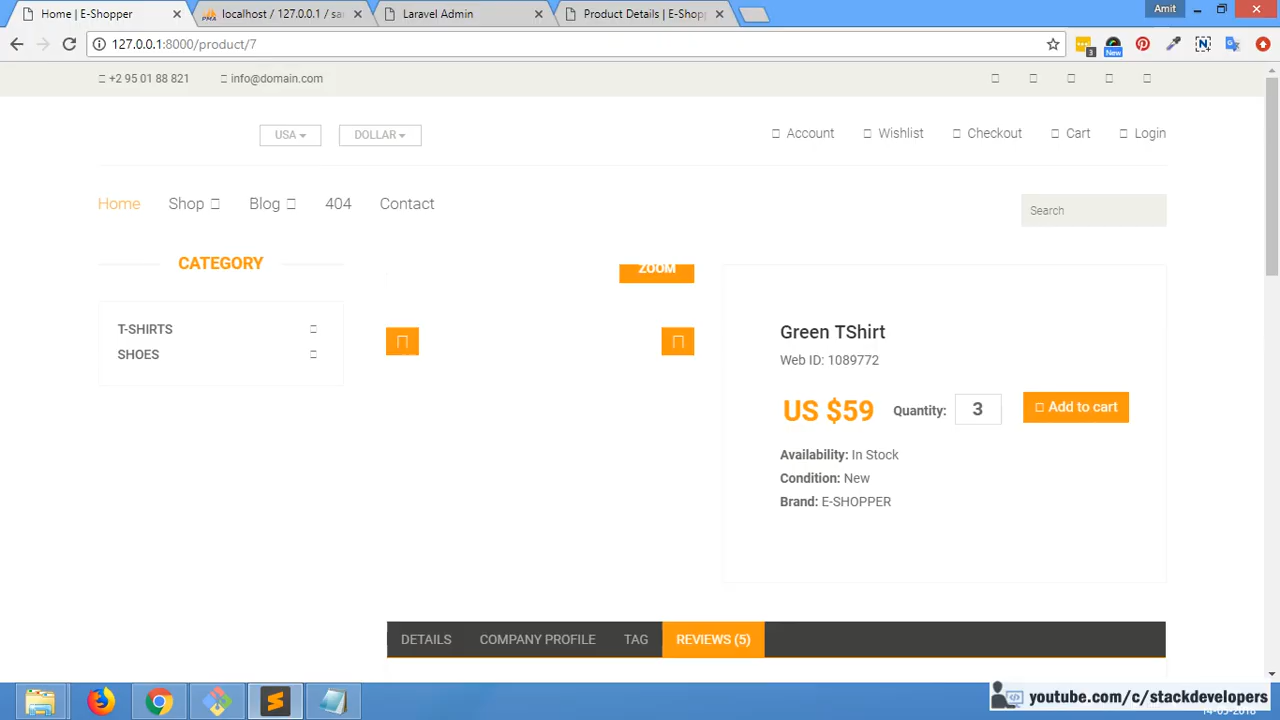 Home | E-Shopper
localhost / 127.0.0.1 / sa
Laravel Admin
Product Details | E-Shopp
Amit
127.0.0.1:8000/product/7
3
New
+2 95 01 88 821
info@domain.com
USA
DOLLAR
Account
Wishlist
Checkout
Cart
Login
Home
Shop
Blog
404
Contact
Search
CATEGORY
ZOOM
T-SHIRTS
SHOES
Green TShirt
Web ID: 1089772
US $59
Quantity:
3
Add to cart
Availability: In Stock
Condition: New
Brand: E-SHOPPER
DETAILS
COMPANY PROFILE
TAG
REVIEWS (5)
youtube.com/c/stackdevelopers